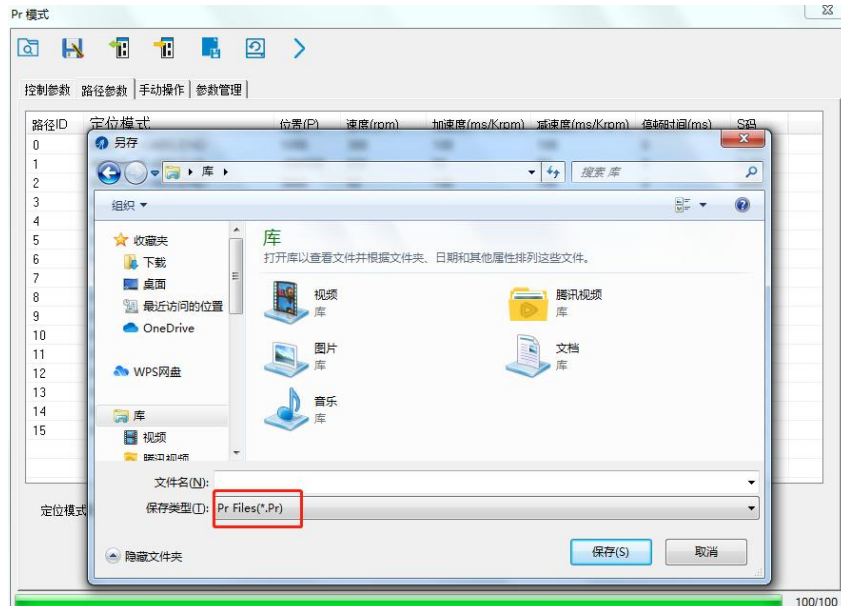 Pr 模式
控制参数 路径参数 手动操作 参数管理
路径ID 定位模式 位置(P) 速度(rpm) 加速度(ms/Krpm) 减速度(ms/Krpm) 停顿时间(ms) S码
0
1
2
3
4
5
6
7
8
9
10
11
12
13
14
15
定位模式
另存
库
搜索 库
组织
收藏夹
下载
桌面
最近访问的位置
OneDrive
WPS网盘
库
视频
腾讯视频
库
打开库以查看文件并根据文件夹、日期和其他属性排列这些文件。
视频
库
腾讯视频
库
图片
库
文档
库
音乐
库
文件名(N):
保存类型(T): Pr Files(*.Pr)
隐藏文件夹
保存(S) 取消
100/100